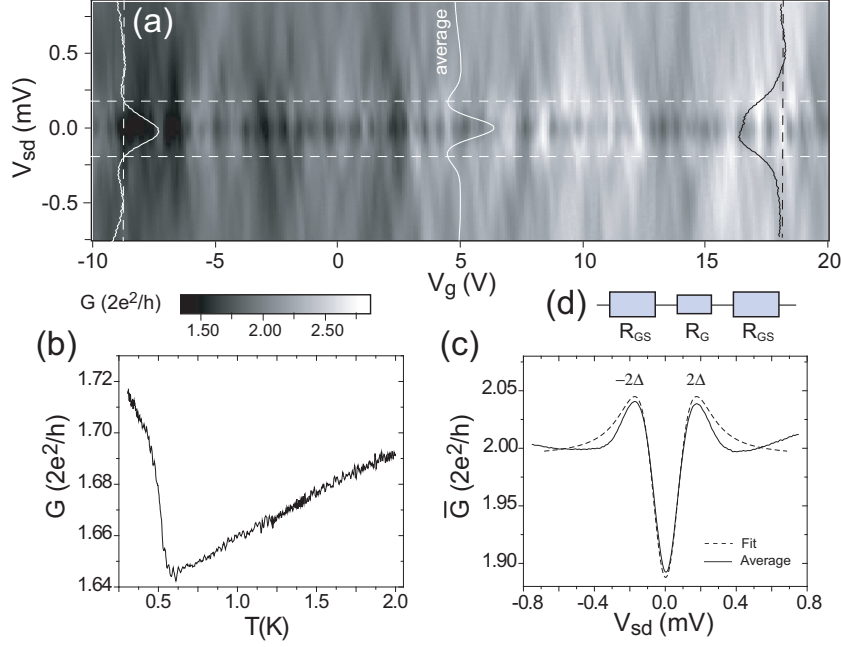 (a)
average
V_sd (mV)
0.5
0.0
-0.5
-10
-5
0
5
10
15
20
V_g (V)
G (2e²/h)
1.50
2.00
2.50
(d)
R_GS
R_G
R_GS
(b)
1.72
1.70
1.68
1.66
1.64
G (2e²/h)
0.5
1.0
1.5
2.0
T(K)
(c)
−2Δ
2Δ
2.05
2.00
1.95
1.90
G̅ (2e²/h)
Fit
Average
-0.8
-0.4
0.0
0.4
0.8
V_sd (mV)